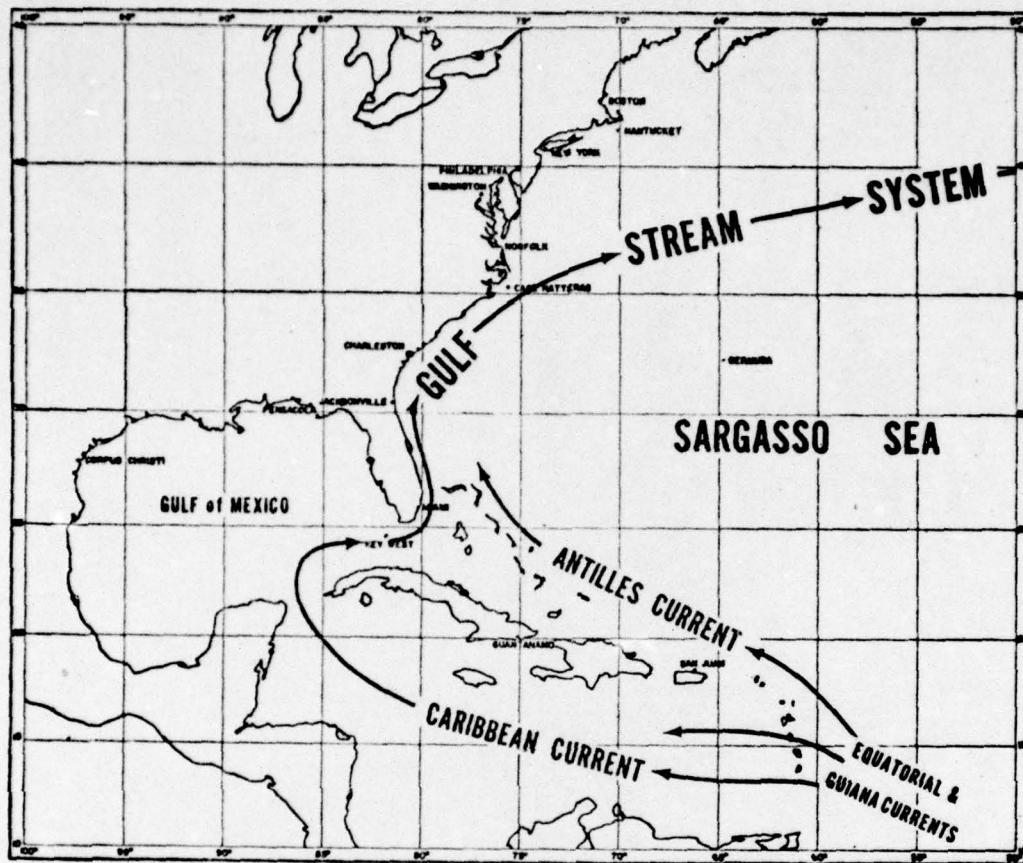 BOSTON
NANTUCKET
NEW YORK
PHILADELPHIA
WASHINGTON
SYSTEM
STREAM
NORFOLK
CAPE HATTERAS
CHARLESTON
GULF
BERMUDA
JACKSONVILLE
PENSACOLA
SARGASSO SEA
CORPUS CHRISTI
GULF of MEXICO
MIAMI
KEY WEST
ANTILLES CURRENT
GUANTANAMO
SAN JUAN
CARIBBEAN CURRENT
EQUATORIAL &
GUIANA CURRENTS